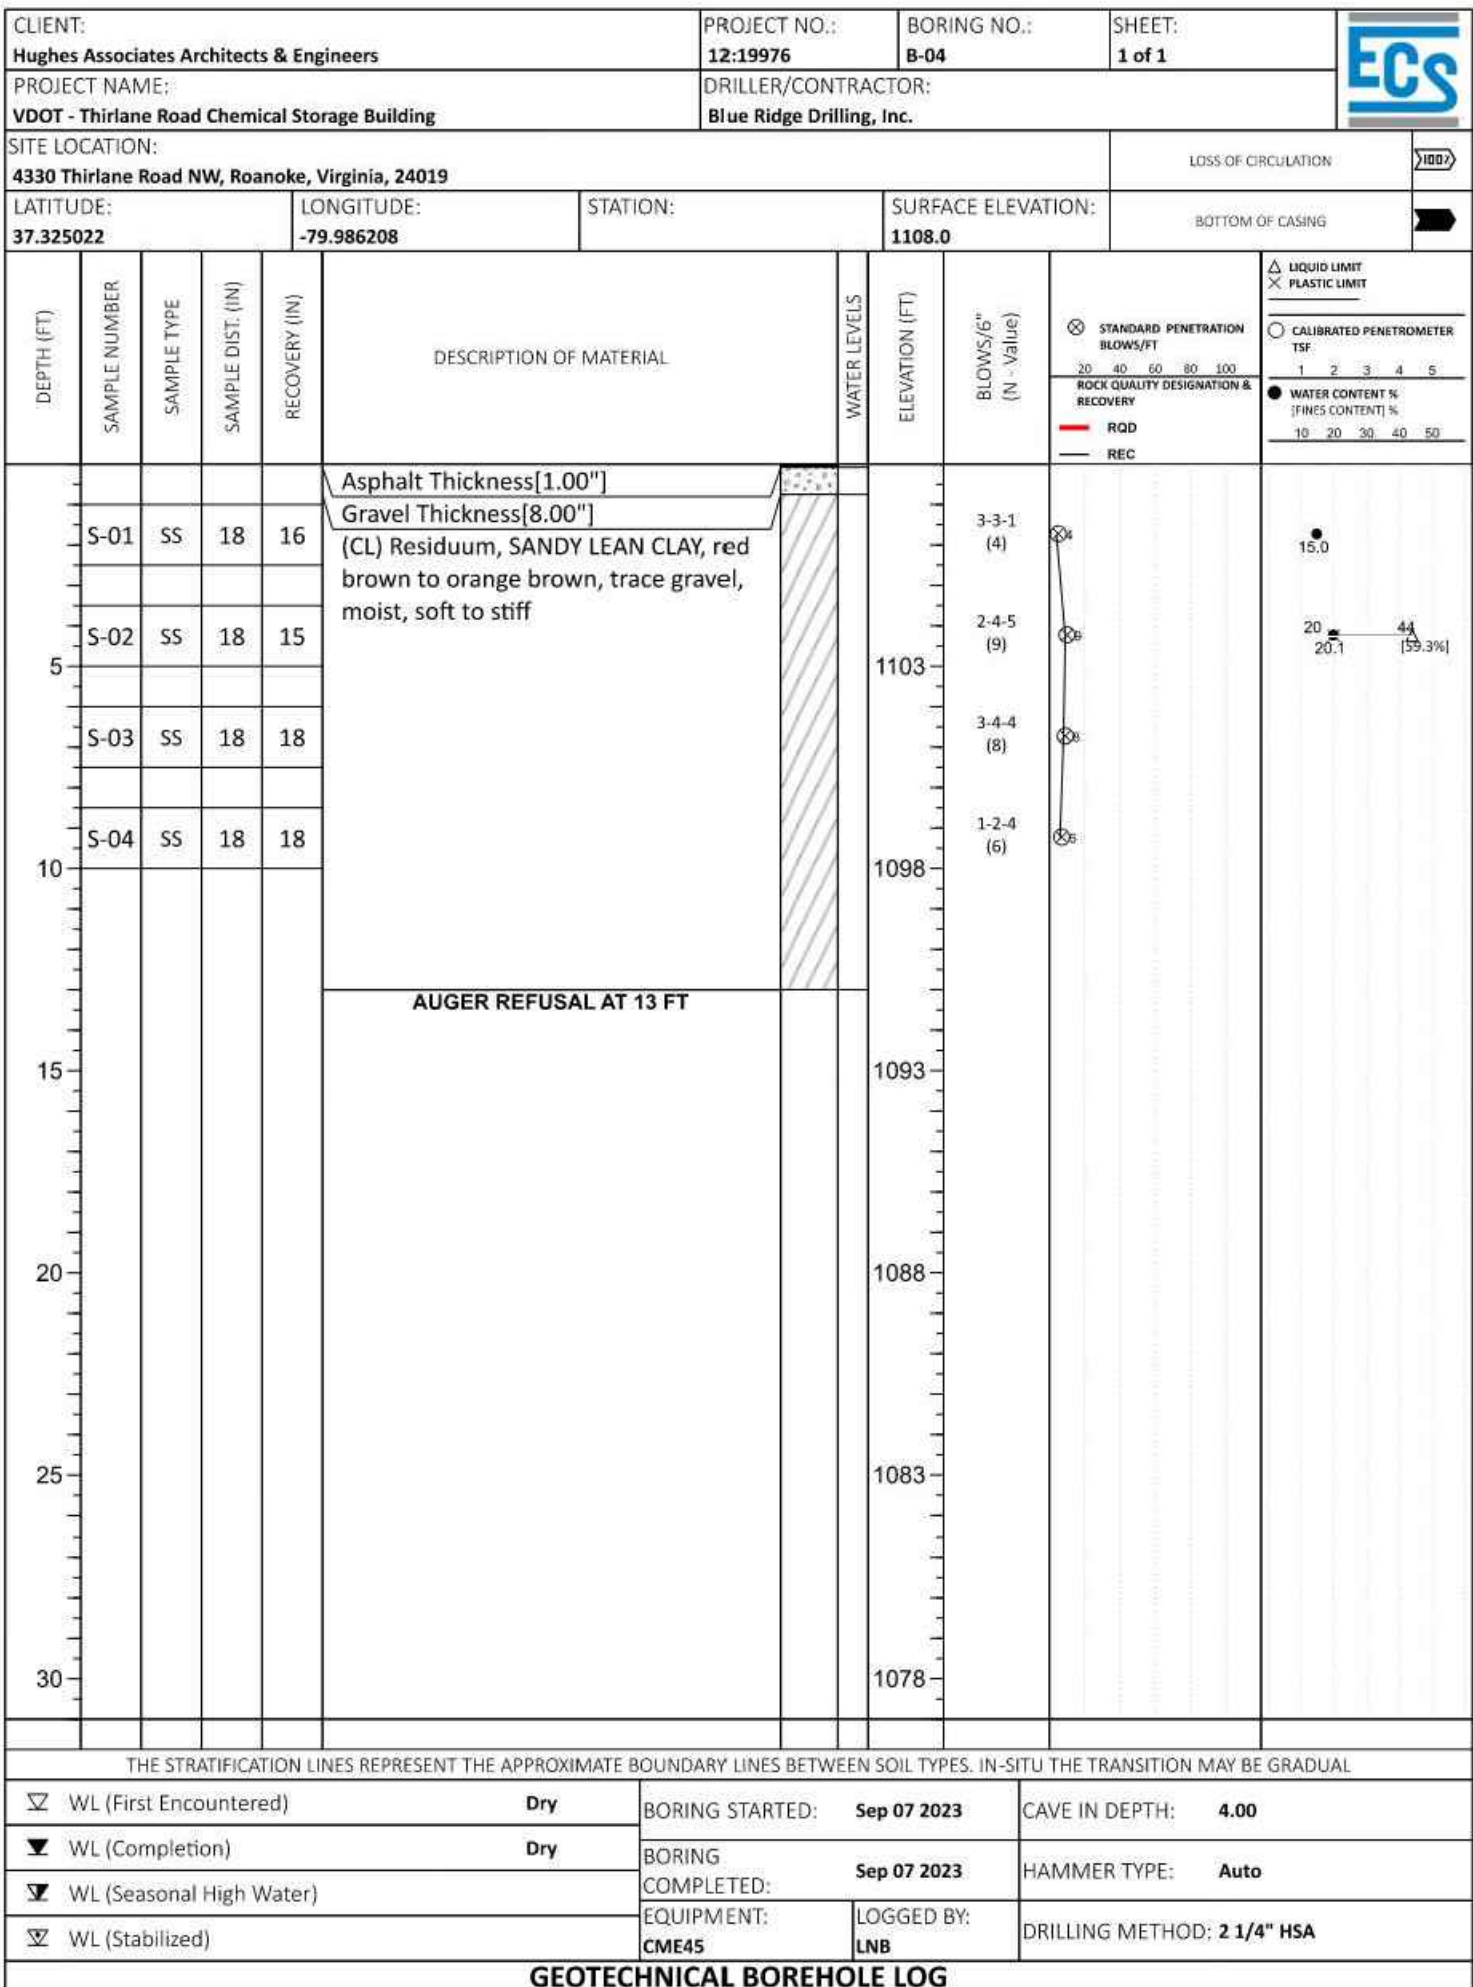 CLIENT:
Hughes Associates Architects & Engineers
PROJECT NO.:
12:19976
BORING NO.:
B-04
SHEET:
1 of 1
ECS
PROJECT NAME:
VDOT - Thirlane Road Chemical Storage Building
DRILLER/CONTRACTOR:
Blue Ridge Drilling, Inc.
SITE LOCATION:
4330 Thirlane Road NW, Roanoke, Virginia, 24019
LOSS OF CIRCULATION
100%
LATITUDE:
37.325022
LONGITUDE:
-79.986208
STATION:
SURFACE ELEVATION:
1108.0
BOTTOM OF CASING
DEPTH (FT)
SAMPLE NUMBER
SAMPLE TYPE
SAMPLE DIST. (IN)
RECOVERY (IN)
DESCRIPTION OF MATERIAL
WATER LEVELS
ELEVATION (FT)
BLOWS/6"
(N - Value)
STANDARD PENETRATION
BLOWS/FT
20 40 60 80 100
ROCK QUALITY DESIGNATION &
RECOVERY
RQD
REC
LIQUID LIMIT
PLASTIC LIMIT
CALIBRATED PENETROMETER
TSF
1 2 3 4 5
WATER CONTENT %
[FINES CONTENT] %
10 20 30 40 50
Asphalt Thickness[1.00"]
Gravel Thickness[8.00"]
(CL) Residuum, SANDY LEAN CLAY, red
brown to orange brown, trace gravel,
moist, soft to stiff
S-01 SS 18 16
3-3-1
(4)
4
15.0
S-02 SS 18 15
2-4-5
(9)
9
20 44
20.1 [59.3%]
5 1103
S-03 SS 18 18
3-4-4
(8)
8
S-04 SS 18 18
1-2-4
(6)
6
10 1098
AUGER REFUSAL AT 13 FT
15 1093
20 1088
25 1083
30 1078
THE STRATIFICATION LINES REPRESENT THE APPROXIMATE BOUNDARY LINES BETWEEN SOIL TYPES. IN-SITU THE TRANSITION MAY BE GRADUAL
WL (First Encountered) Dry
BORING STARTED: Sep 07 2023
CAVE IN DEPTH: 4.00
WL (Completion) Dry
BORING
COMPLETED: Sep 07 2023
HAMMER TYPE: Auto
WL (Seasonal High Water)
WL (Stabilized)
EQUIPMENT:
CME45
LOGGED BY:
LNB
DRILLING METHOD: 2 1/4" HSA
GEOTECHNICAL BOREHOLE LOG